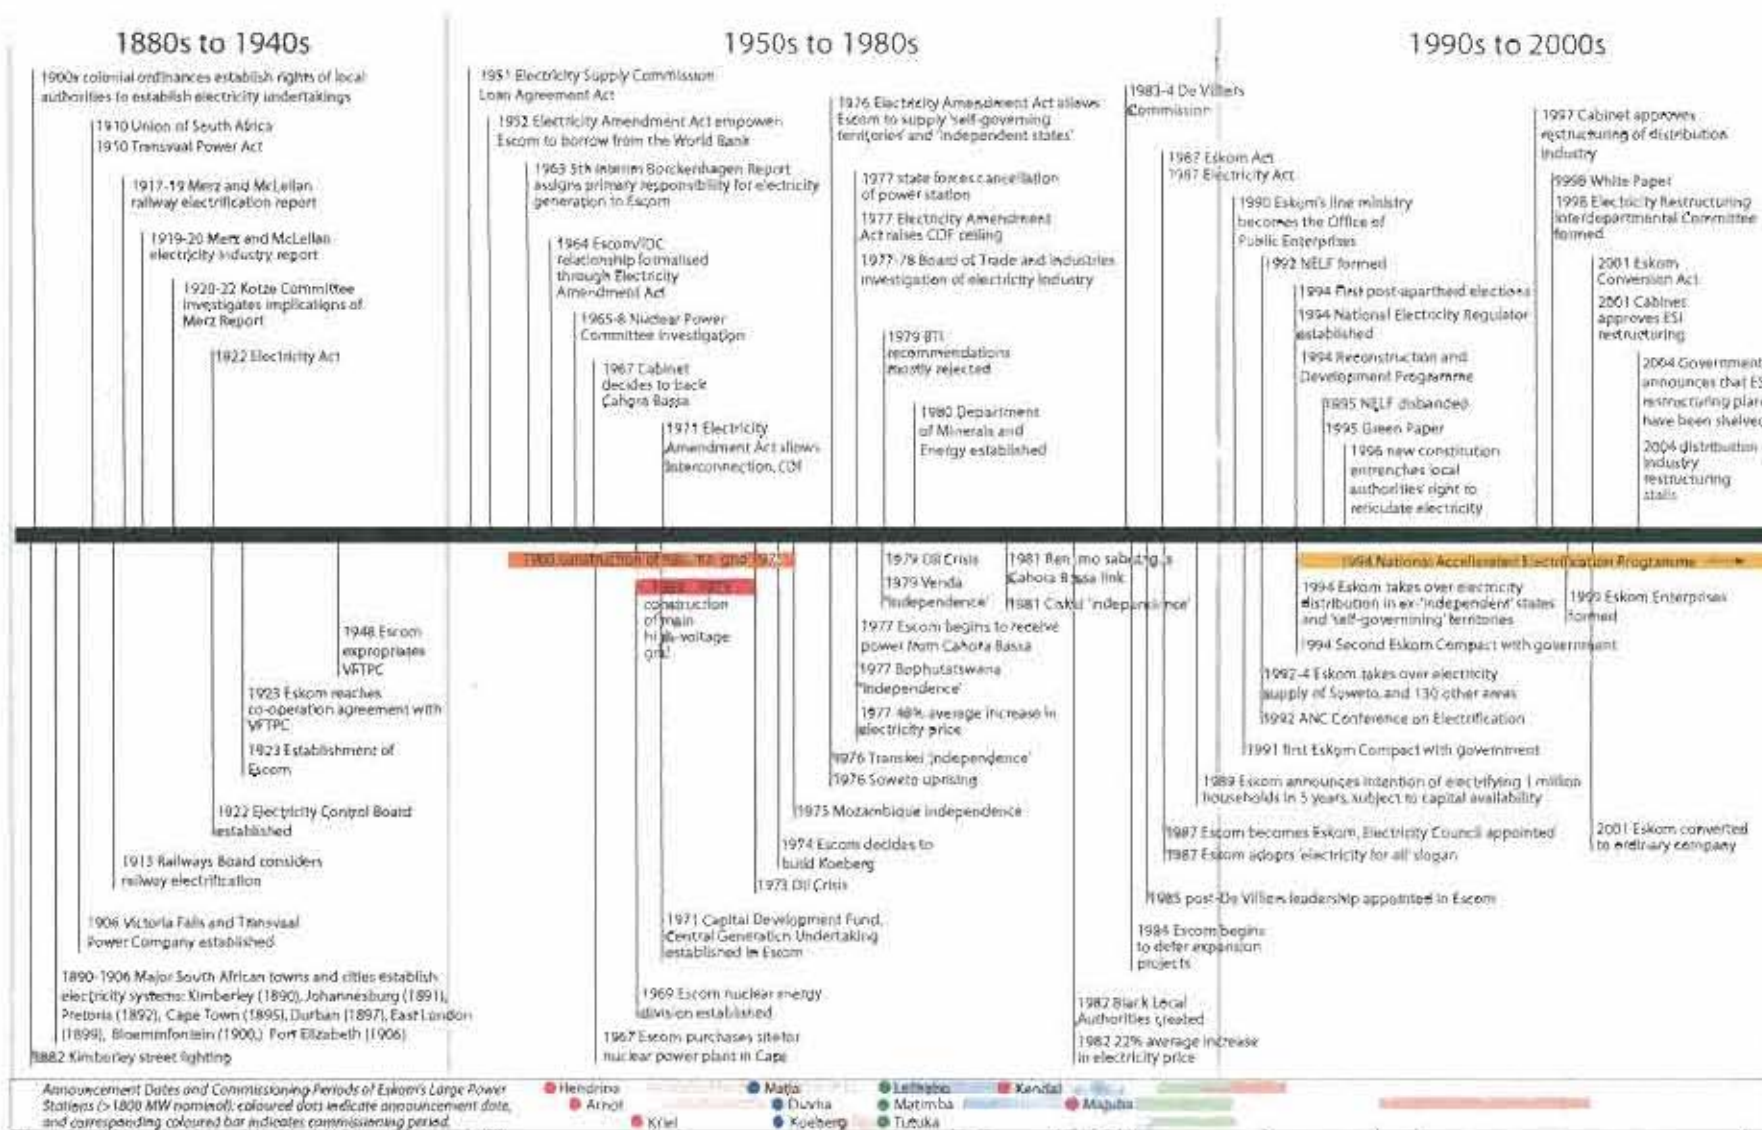 1880s to 1940s
1900s colonial ordinances establish rights of local
authorities to establish electricity undertakings
1910 Union of South Africa
1910 Transvaal Power Act
1917-19 Merz and McLellan
railway electrification report
1919-20 Merz and McLellan
electricity industry report
1920-22 Kotze Committee
investigates implications of
Merz Report
1922 Electricity Act
1950s to 1980s
1951 Electricity Supply Commission
Loan Agreement Act
1952 Electricity Amendment Act empowers
Escom to borrow from the World Bank
1963 5th Interim Borckenhagen Report
assigns primary responsibility for electricity
generation to Escom
1964 Escom/IDC
relationship formalised
through Electricity
Amendment Act
1965-8 Nuclear Power
Committee investigation
1967 Cabinet
decides to back
Cahora Bassa
1971 Electricity
Amendment Act allows
interconnection, CDF
1976 Electricity Amendment Act allows
Escom to supply 'self-governing
territories' and 'independent states'
1977 state forces cancellation
of power station
1977 Electricity Amendment
Act raises CDF ceiling
1977-78 Board of Trade and Industries
investigation of electricity industry
1979 BTI
recommendations
mostly rejected
1980 Department
of Minerals and
Energy established
1983-4 De Villiers
Commission
1987 Eskom Act
1987 Electricity Act
1990s to 2000s
1990 Eskom's line ministry
becomes the Office of
Public Enterprises
1992 NELF formed
1994 First post-apartheid elections
1994 National Electricity Regulator
established
1994 Reconstruction and
Development Programme
1995 NELF disbanded
1995 Green Paper
1996 new constitution
entrenches local
authorities' right to
reticulate electricity
1997 Cabinet approves
restructuring of distribution
industry
1998 White Paper
1998 Electricity Restructuring
Interdepartmental Committee
formed
2001 Eskom
Conversion Act
2001 Cabinet
approves ESI
restructuring
2004 Government
announces that ES
restructuring plan
have been shelved
2004 distribution
industry
restructuring
stalls
1948 Escom
expropriates
VFTPC
1923 Eskom reaches
co-operation agreement with
VFTPC
1923 Establishment of
Escom
1922 Electricity Control Board
established
1915 Railways Board considers
railway electrification
1906 Victoria Falls and Transvaal
Power Company established
1890-1906 Major South African towns and cities establish
electricity systems: Kimberley (1890), Johannesburg (1891),
Pretoria (1892), Cape Town (1895), Durban (1897), East London
(1899), Bloemmfontein (1900,) Port Elizabeth (1906)
1882 Kimberley street lighting
construction of grid
construction
of main
high-voltage
grid
1979 Oil Crisis
1979 Venda
'independence'
1981 Renamo sabotages
Cahora Bassa link
1981 Ciskei 'independence'
1977 Escom begins to receive
power from Cahora Bassa
1977 Bophutatswana
'independence'
1977 48% average increase in
electricity price
1976 Transkei 'independence'
1976 Soweto uprising
1975 Mozambique independence
1974 Escom decides to
build Koeberg
1973 Oil Crisis
1971 Capital Development Fund,
Central Generation Undertaking
established in Escom
1969 Escom nuclear energy
division established
1967 Escom purchases site for
nuclear power plant in Cape
1994 National Accelerated Electrification Programme
1994 Eskom takes over electricity
distribution in ex-'independent' states
and 'self-governining' territories
1994 Second Eskom Compact with government
1999 Eskom Enterprises
formed
1992-4 Eskom takes over electricity
supply of Soweto, and 130 other areas
1992 ANC Conference on Electrification
1991 first Eskom Compact with government
1989 Eskom announces intention of electrifying 1 million
households in 5 years, subject to capital availability
1987 Escom becomes Eskom, Electricity Council appointed
1987 Eskom adopts 'electricity for all' slogan
2001 Eskom converted
to ordinary company
1985 post-De Villiers leadership appointed in Escom
1984 Escom begins
to defer expansion
projects
1982 Black Local
Authorities created
1982 22% average increase
in electricity price
Announcement Dates and Commissioning Periods of Eskom's Large Power
Stations (>1800 MW nominal): coloured dots indicate announcement date,
and corresponding coloured bar indicates commissioning period.
Hendrina Matla Lethabo Kendal
Arnot Duvha Matimba Majuba
Kriel Koeberg Tutuka